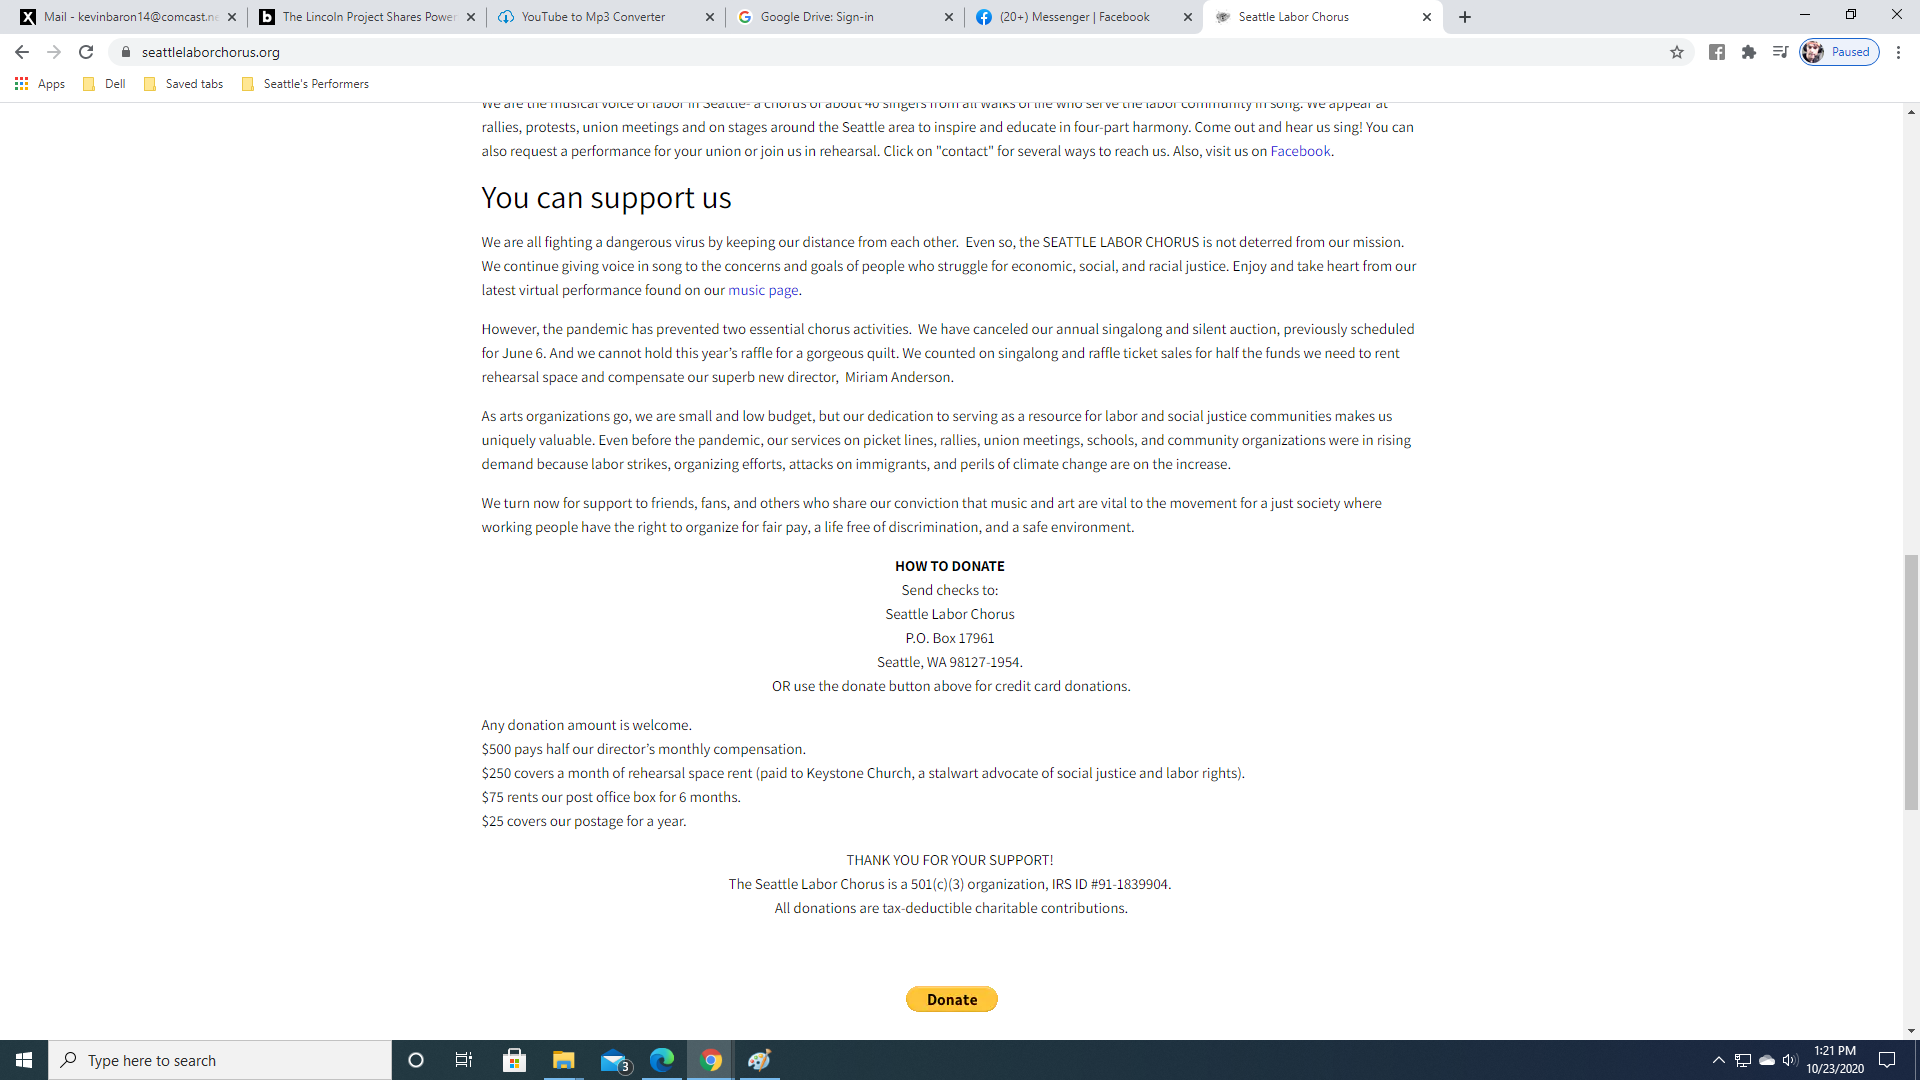 Mail - kevinbaron14@comcast.ne
The Lincoln Project Shares Power
YouTube to Mp3 Converter
Google Drive: Sign-in
(20+) Messenger | Facebook
Seattle Labor Chorus
seattlelaborchorus.org
Paused
Apps
Dell
Saved tabs
Seattle's Performers
We are the musical voice of labor in Seattle- a chorus of about 40 singers from all walks of life who serve the labor community in song. We appear at
rallies, protests, union meetings and on stages around the Seattle area to inspire and educate in four-part harmony. Come out and hear us sing! You can
also request a performance for your union or join us in rehearsal. Click on "contact" for several ways to reach us. Also, visit us on Facebook.
You can support us
We are all fighting a dangerous virus by keeping our distance from each other.  Even so, the SEATTLE LABOR CHORUS is not deterred from our mission.
We continue giving voice in song to the concerns and goals of people who struggle for economic, social, and racial justice. Enjoy and take heart from our
latest virtual performance found on our music page.
However, the pandemic has prevented two essential chorus activities.  We have canceled our annual singalong and silent auction, previously scheduled
for June 6. And we cannot hold this year’s raffle for a gorgeous quilt. We counted on singalong and raffle ticket sales for half the funds we need to rent
rehearsal space and compensate our superb new director,  Miriam Anderson.
As arts organizations go, we are small and low budget, but our dedication to serving as a resource for labor and social justice communities makes us
uniquely valuable. Even before the pandemic, our services on picket lines, rallies, union meetings, schools, and community organizations were in rising
demand because labor strikes, organizing efforts, attacks on immigrants, and perils of climate change are on the increase.
We turn now for support to friends, fans, and others who share our conviction that music and art are vital to the movement for a just society where
working people have the right to organize for fair pay, a life free of discrimination, and a safe environment.
HOW TO DONATE
Send checks to:
Seattle Labor Chorus
P.O. Box 17961
Seattle, WA 98127-1954.
OR use the donate button above for credit card donations.
Any donation amount is welcome.
$500 pays half our director’s monthly compensation.
$250 covers a month of rehearsal space rent (paid to Keystone Church, a stalwart advocate of social justice and labor rights).
$75 rents our post office box for 6 months.
$25 covers our postage for a year.
THANK YOU FOR YOUR SUPPORT!
The Seattle Labor Chorus is a 501(c)(3) organization, IRS ID #91-1839904.
All donations are tax-deductible charitable contributions.
Donate
Type here to search
3
1:21 PM
10/23/2020